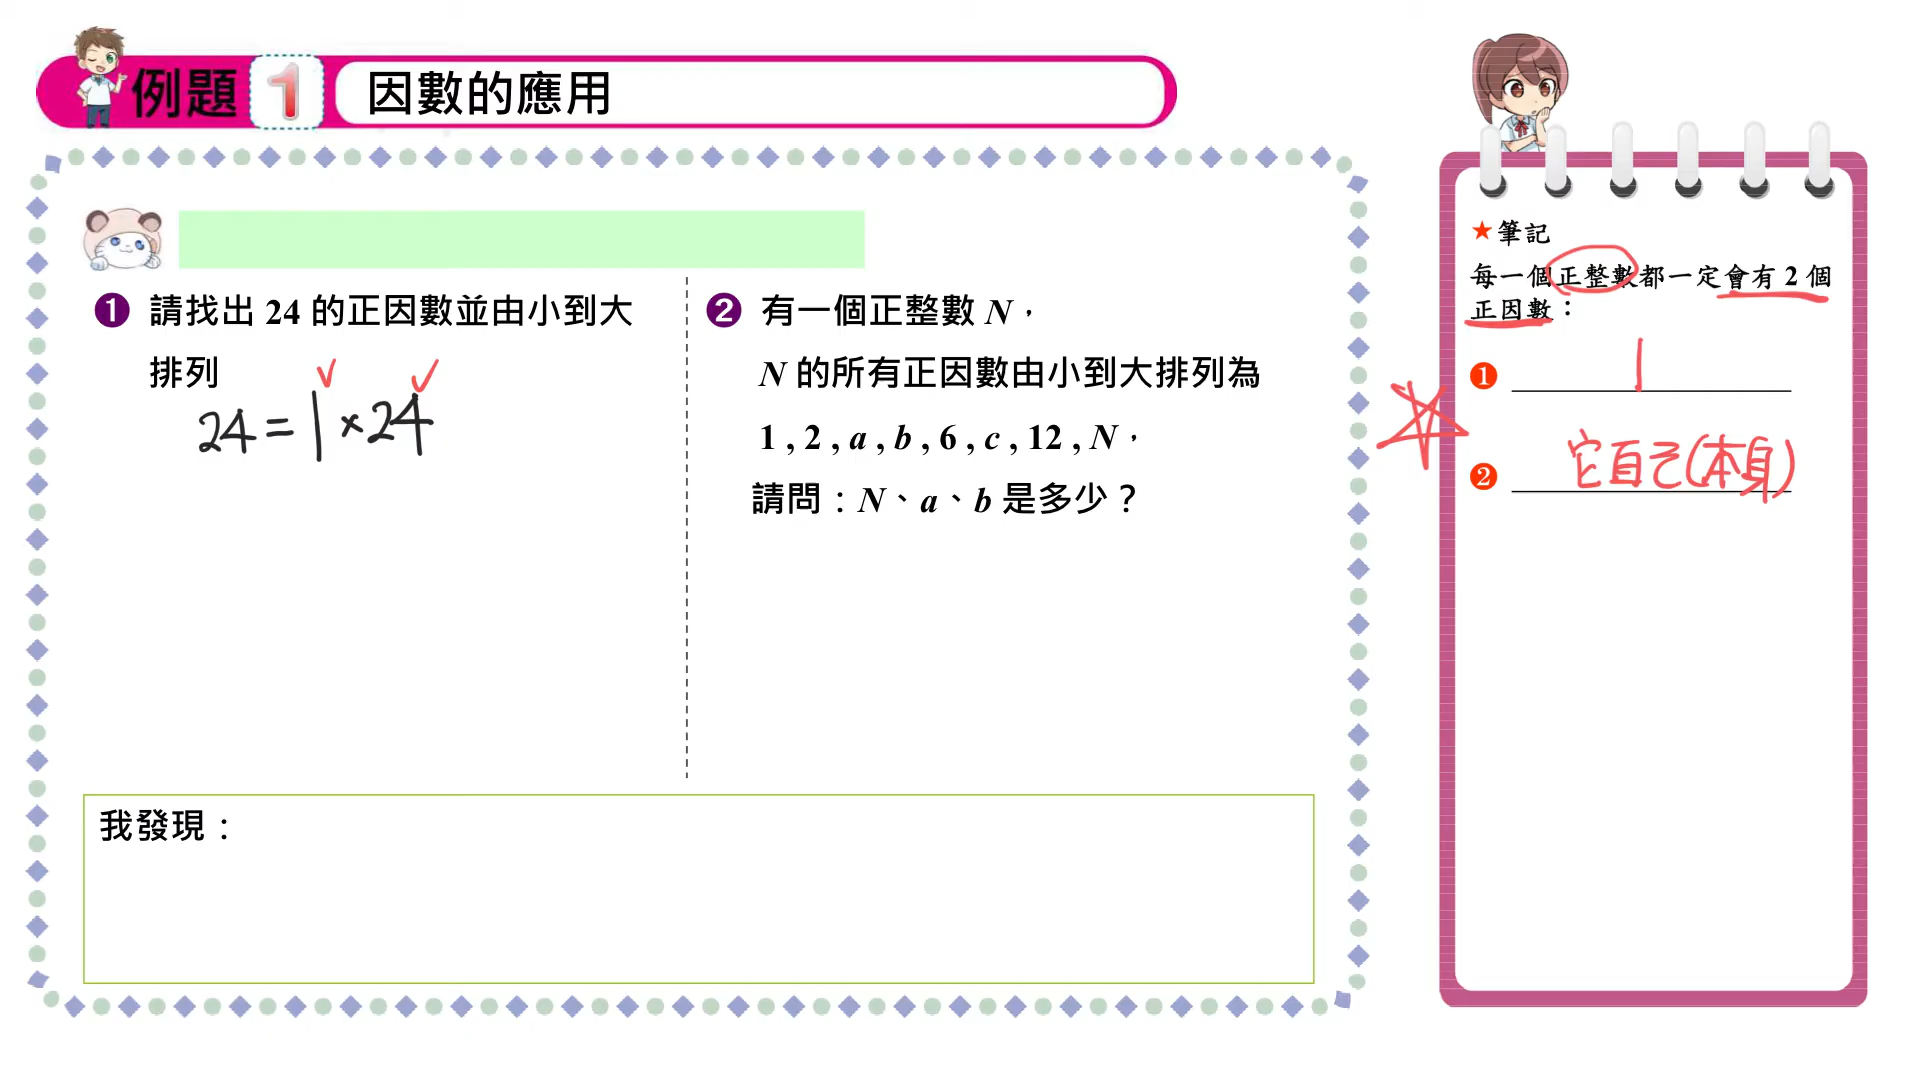 例題 1 因數的應用
❶ 請找出 24 的正因數並由小到大
排列
24 = 1 × 24
❷ 有一個正整數 N，
N 的所有正因數由小到大排列為
1 , 2 , a , b , 6 , c , 12 , N，
請問：N、a、b 是多少？
我發現：
★筆記
每一個正整數都一定會有 2 個
正因數：
❶ 1
❷ 它自己(本身)